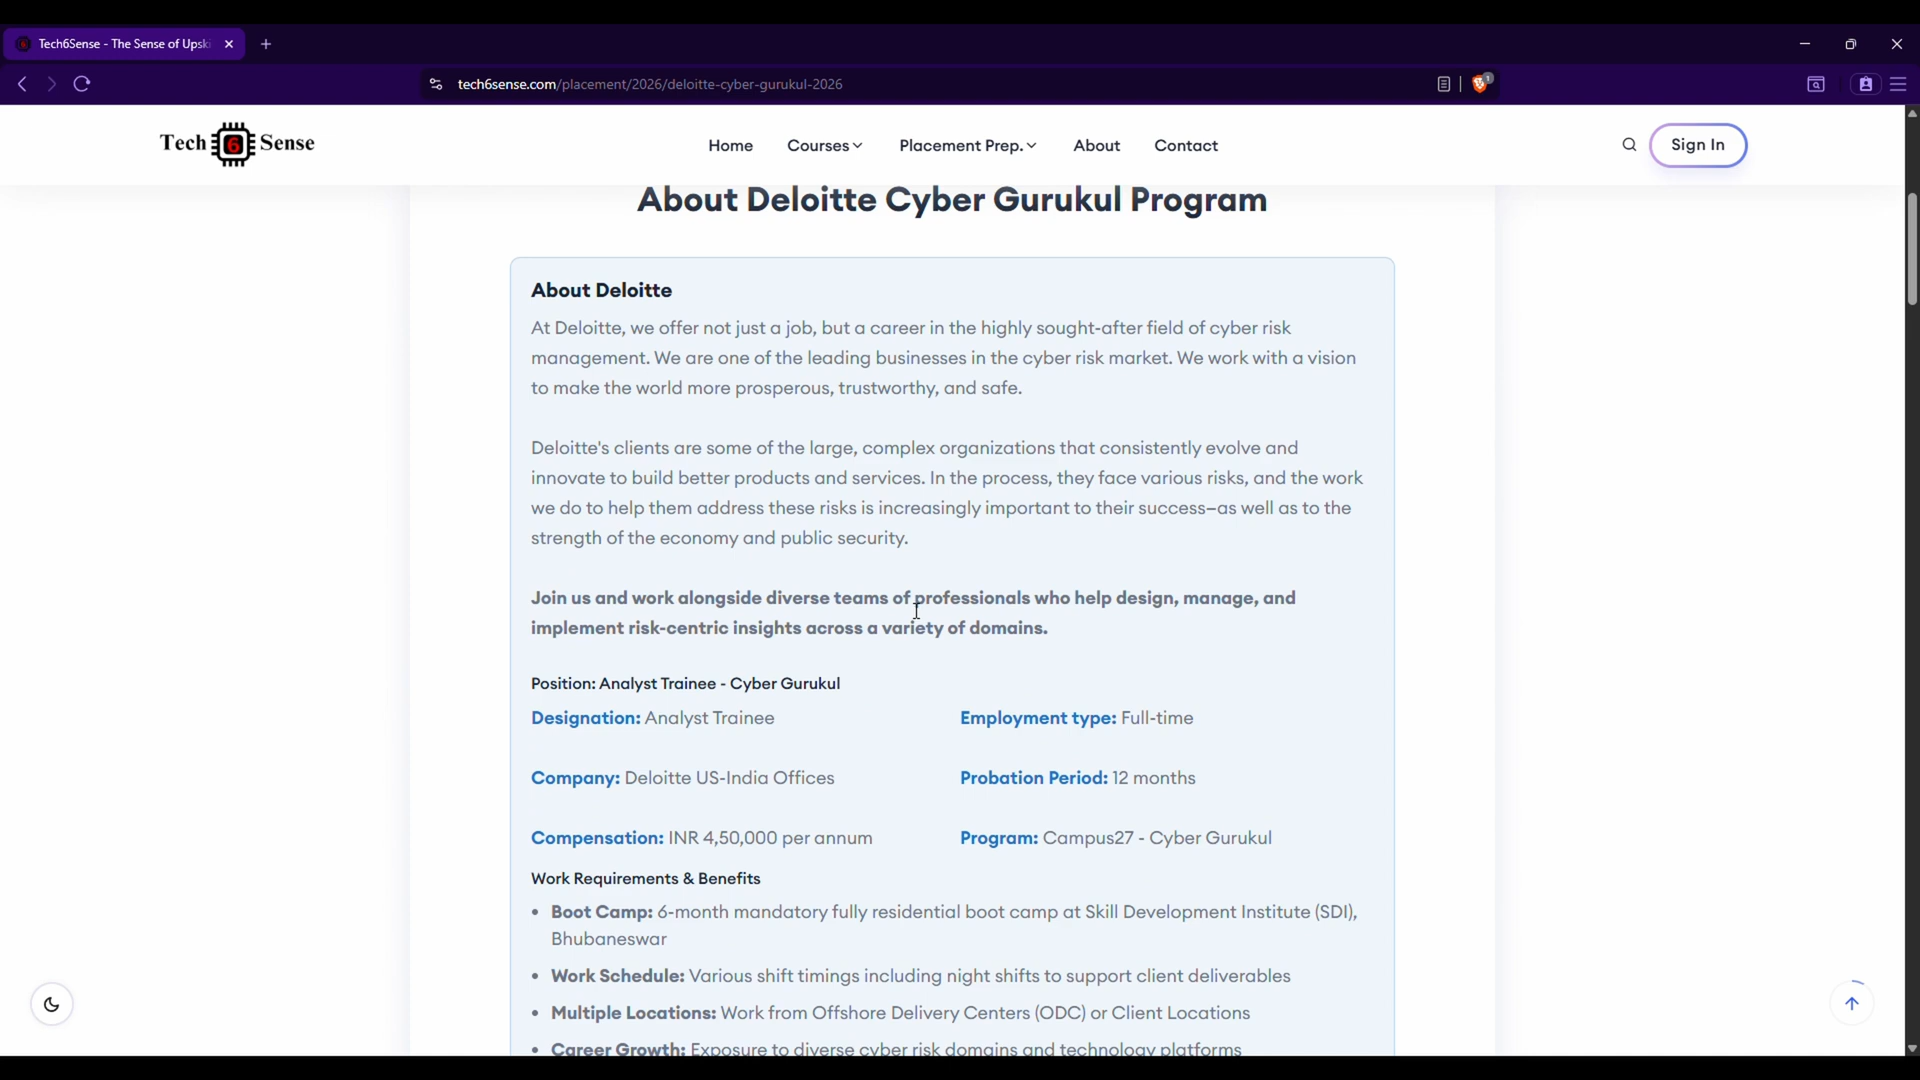 Tech6Sense - The Sense of Upski
tech6sense.com/placement/2026/deloitte-cyber-gurukul-2026
1
Tech 6 Sense
Home Courses Placement Prep. About Contact
Sign In
About Deloitte Cyber Gurukul Program
About Deloitte
At Deloitte, we offer not just a job, but a career in the highly sought-after field of cyber risk
management. We are one of the leading businesses in the cyber risk market. We work with a vision
to make the world more prosperous, trustworthy, and safe.
Deloitte's clients are some of the large, complex organizations that consistently evolve and
innovate to build better products and services. In the process, they face various risks, and the work
we do to help them address these risks is increasingly important to their success–as well as to the
strength of the economy and public security.
Join us and work alongside diverse teams of professionals who help design, manage, and
implement risk-centric insights across a variety of domains.
Position: Analyst Trainee - Cyber Gurukul
Designation: Analyst Trainee
Employment type: Full-time
Company: Deloitte US-India Offices
Probation Period: 12 months
Compensation: INR 4,50,000 per annum
Program: Campus27 - Cyber Gurukul
Work Requirements & Benefits
• Boot Camp: 6-month mandatory fully residential boot camp at Skill Development Institute (SDI),
Bhubaneswar
• Work Schedule: Various shift timings including night shifts to support client deliverables
• Multiple Locations: Work from Offshore Delivery Centers (ODC) or Client Locations
• Career Growth: Exposure to diverse cyber risk domains and technology platforms